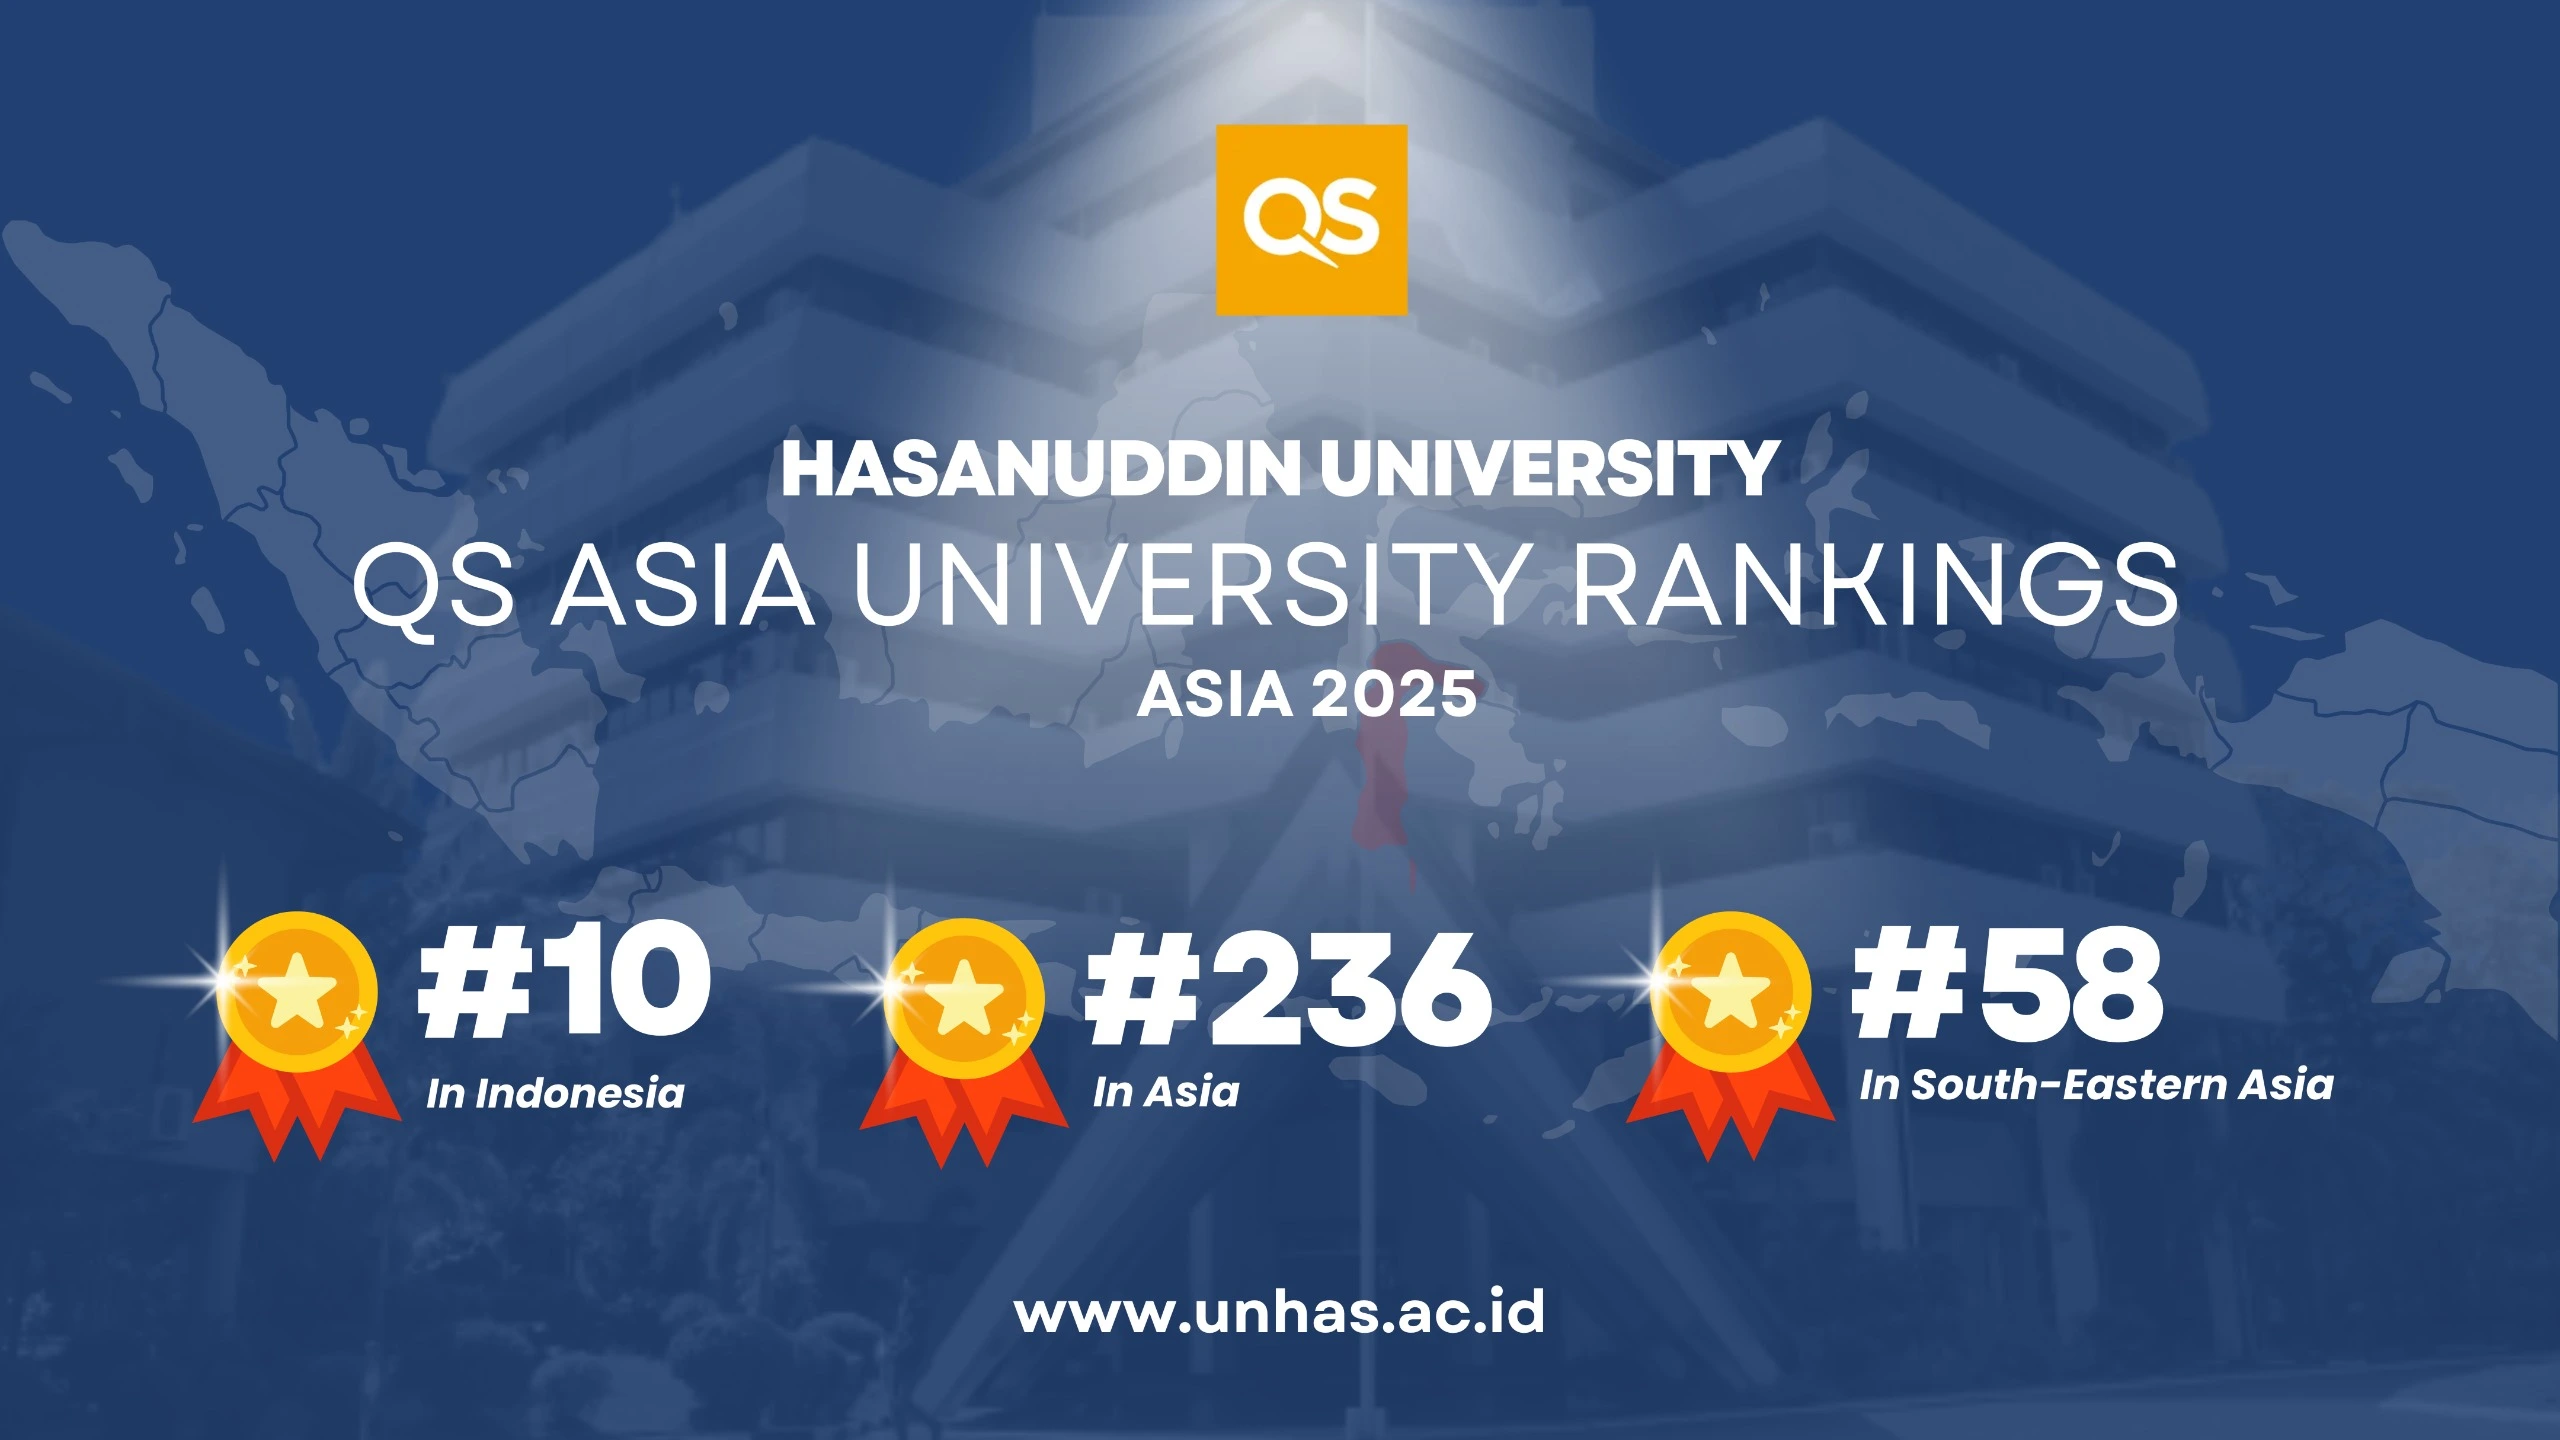 QS
HASANUDDIN UNIVERSITY
QS ASIA UNIVERSITY RANKINGS
ASIA 2025
#10
In Indonesia
#236
In Asia
#58
In South-Eastern Asia
www.unhas.ac.id